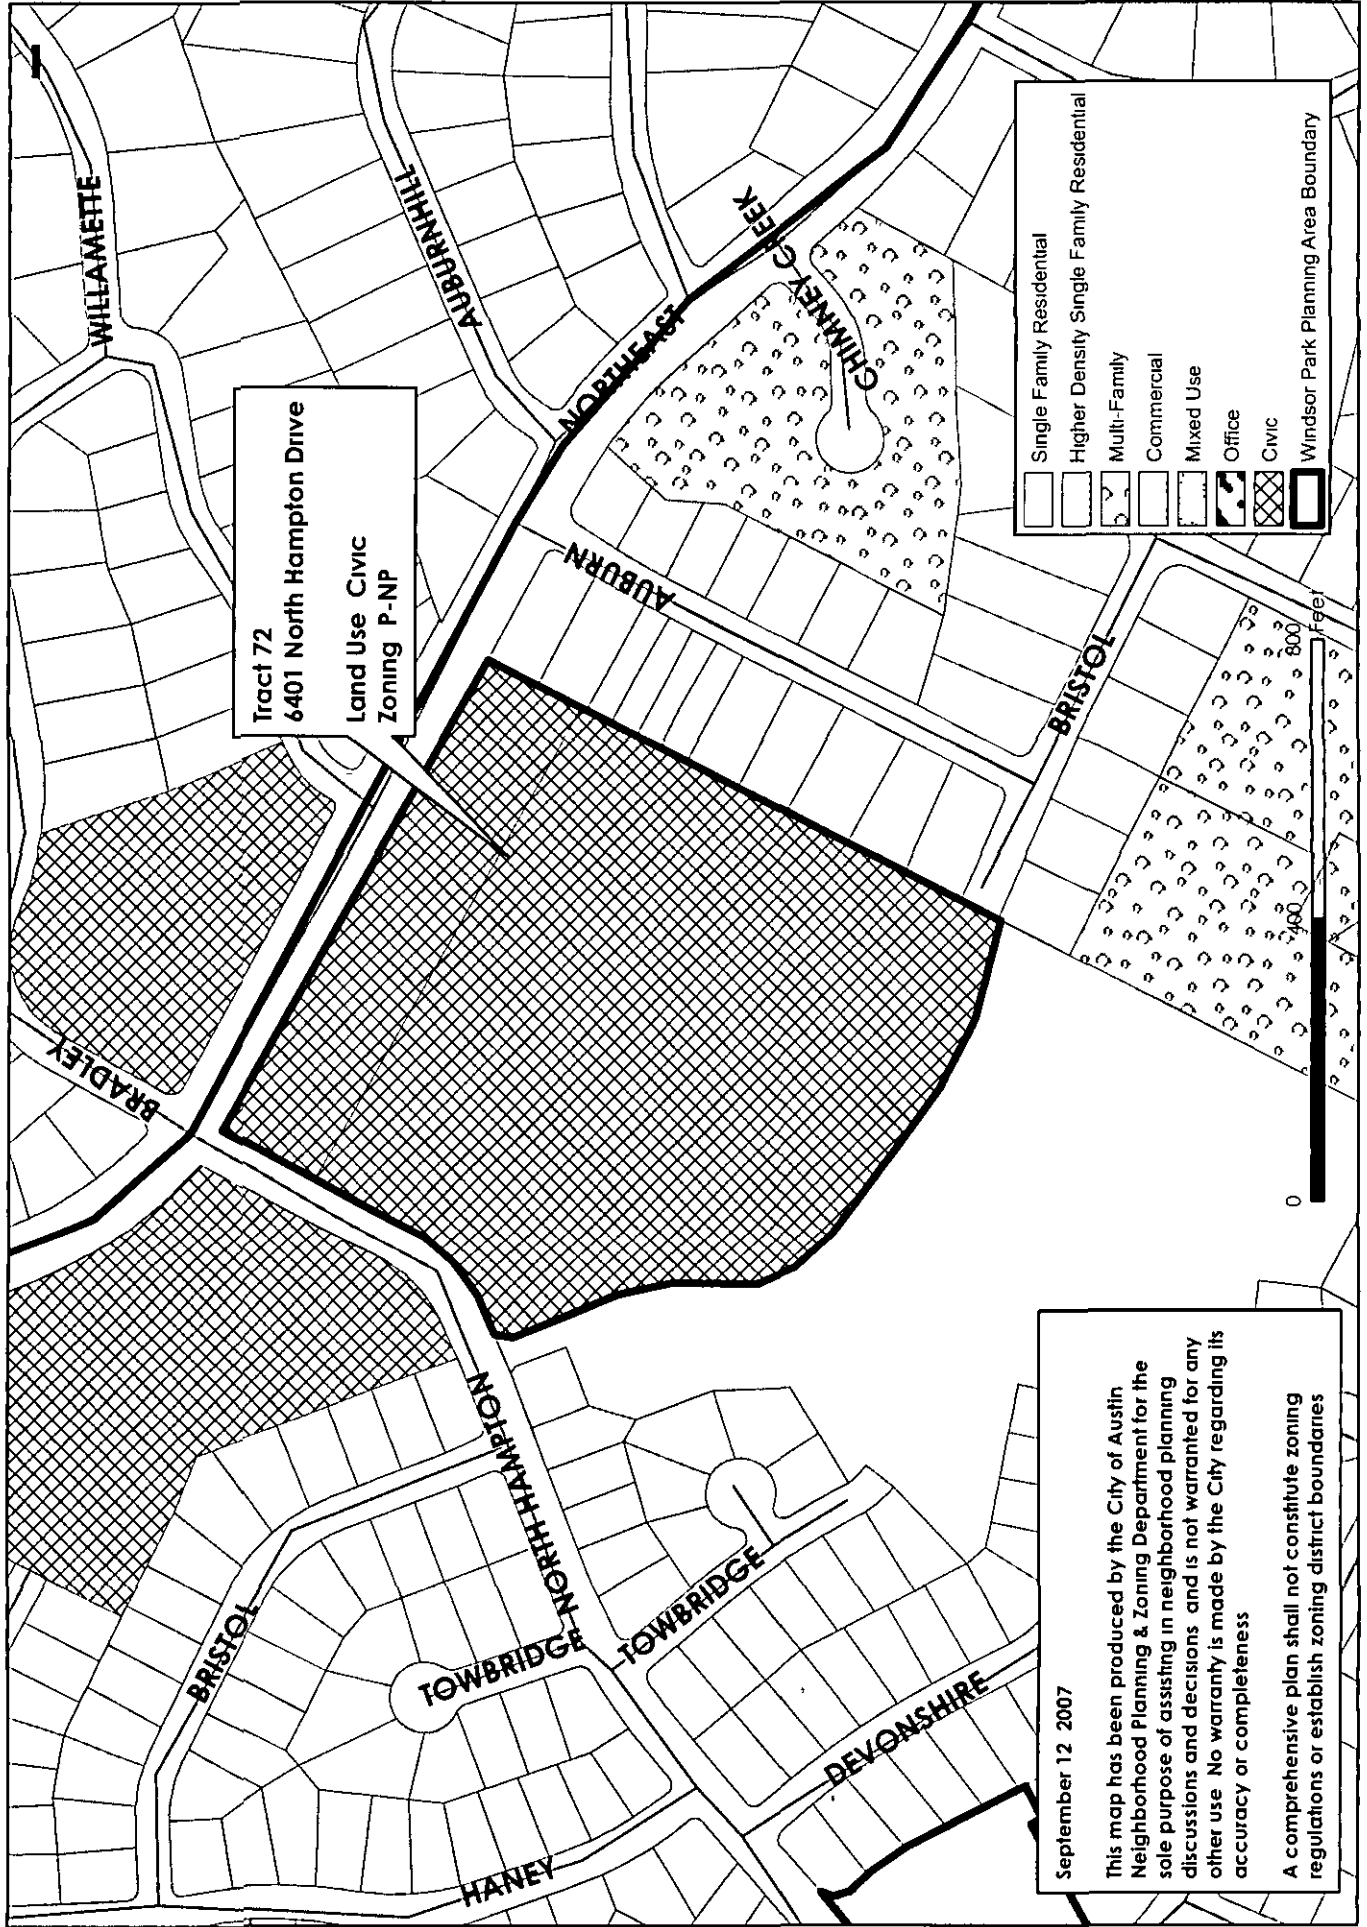 WILLAMETTE
AUBURNHILL
NORTHEAST
CHIMNEY CREEK
AUBURN
BRISTOL
BRADLEY
NORTH HAMPTON
NORTH
BRISTOL
TOWBRIDGE
TOWBRIDGE
DEVONSHIRE
HANEY
Tract 72
6401 North Hampton Drive
Land Use Civic
Zoning P-NP
Single Family Residential
Higher Density Single Family Residential
Multi-Family
Commercial
Mixed Use
Office
Civic
Windsor Park Planning Area Boundary
0 400 800
Feet
September 12 2007
This map has been produced by the City of Austin
Neighborhood Planning & Zoning Department for the
sole purpose of assisting in neighborhood planning
discussions and decisions and is not warranted for any
other use No warranty is made by the City regarding its
accuracy or completeness
A comprehensive plan shall not constitute zoning
regulations or establish zoning district boundaries